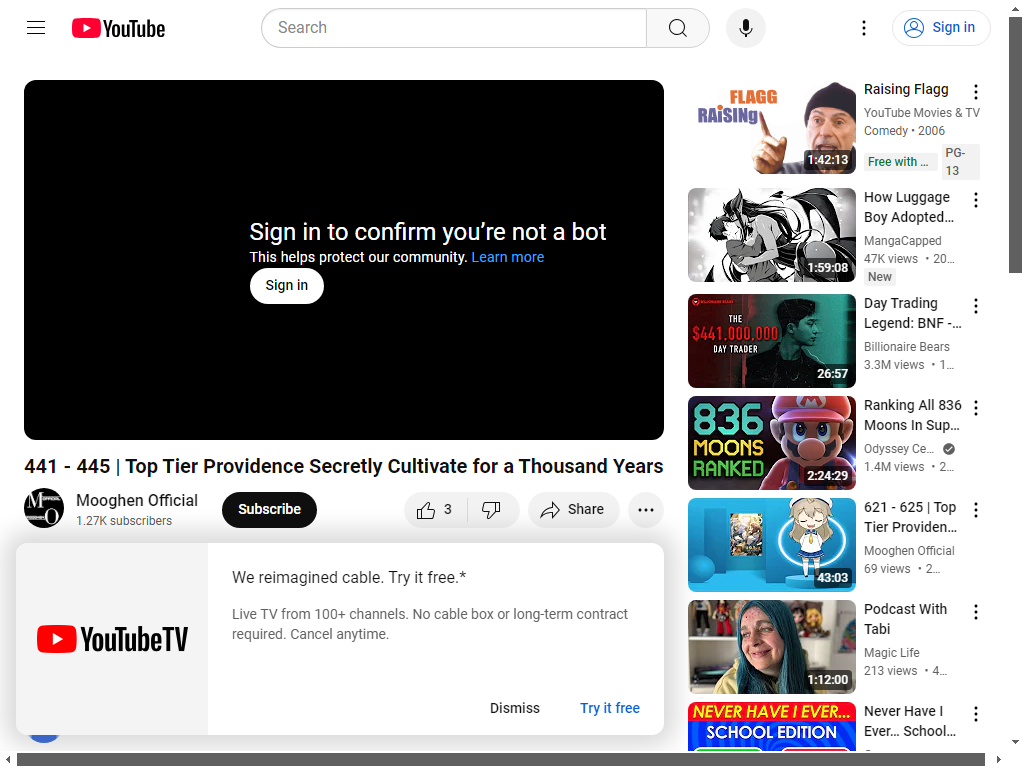 YouTube
Search
Sign in
Sign in to confirm you’re not a bot
This helps protect our community. Learn more
Sign in
441 - 445 | Top Tier Providence Secretly Cultivate for a Thousand Years
Mooghen Official
1.27K subscribers
Subscribe
3
Share
We reimagined cable. Try it free.*
Live TV from 100+ channels. No cable box or long-term contract
required. Cancel anytime.
YouTubeTV
Dismiss
Try it free
FLAGG
RAiSiNg
1:42:13
Raising Flagg
YouTube Movies & TV
Comedy • 2006
Free with ...
PG-
13
1:59:08
How Luggage
Boy Adopted...
MangaCapped
47K views • 20...
New
BILLIONAIRE BEARS
THE
$441,000,000
DAY TRADER
26:57
Day Trading
Legend: BNF -...
Billionaire Bears
3.3M views • 1...
836
MOONS
RANKED
2:24:29
Ranking All 836
Moons In Sup...
Odyssey Ce...
1.4M views • 2...
43:03
621 - 625 | Top
Tier Providen...
Mooghen Official
69 views • 2...
1:12:00
Podcast With
Tabi
Magic Life
213 views • 4...
NEVER HAVE I EVER...
SCHOOL EDITION
Never Have I
Ever... School...